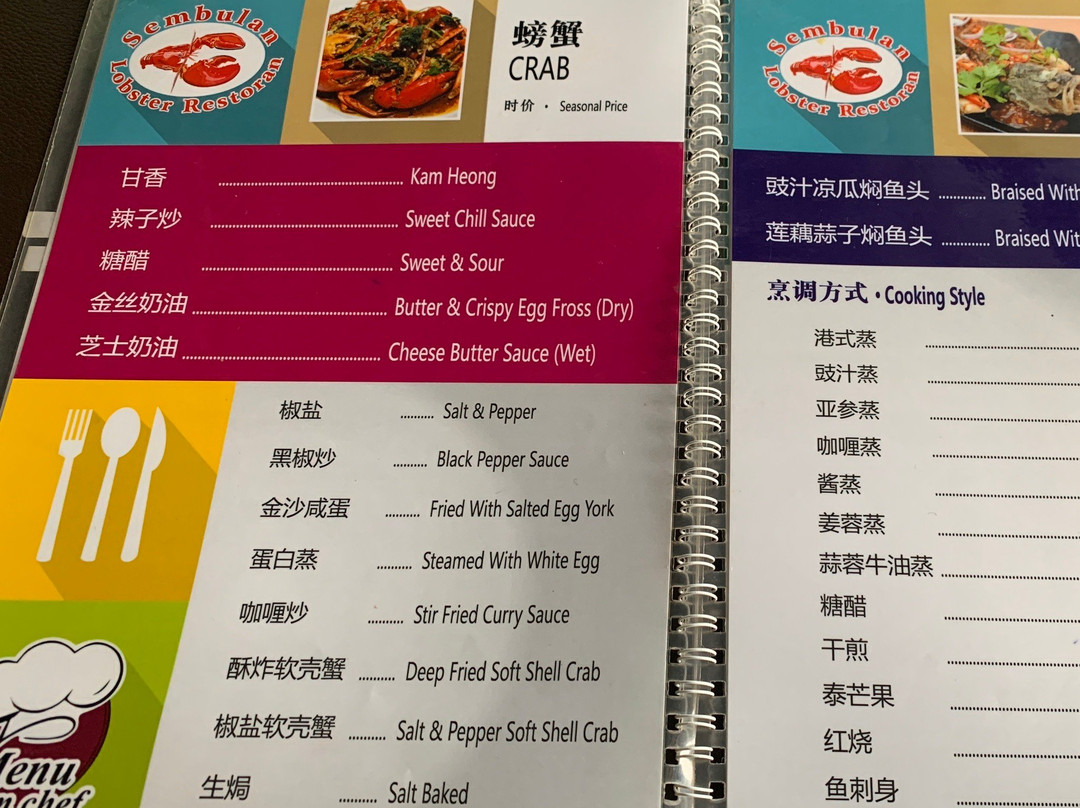 Sembulan
Lobster Restoran
螃蟹
CRAB
时价 · Seasonal Price
甘香 Kam Heong
辣子炒 Sweet Chill Sauce
糖醋 Sweet & Sour
金丝奶油 Butter & Crispy Egg Fross (Dry)
芝士奶油 Cheese Butter Sauce (Wet)
椒盐 Salt & Pepper
黑椒炒 Black Pepper Sauce
金沙咸蛋 Fried With Salted Egg York
蛋白蒸 Steamed With White Egg
咖喱炒 Stir Fried Curry Sauce
酥炸软壳蟹 Deep Fried Soft Shell Crab
椒盐软壳蟹 Salt & Pepper Soft Shell Crab
生焗 Salt Baked
Menu
chef
Sembulan
Lobster Restoran
豉汁凉瓜焖鱼头 Braised With
莲藕蒜子焖鱼头 Braised Wit
烹调方式 • Cooking Style
港式蒸
豉汁蒸
亚参蒸
咖喱蒸
酱蒸
姜蓉蒸
蒜蓉牛油蒸
糖醋
干煎
泰芒果
红烧
鱼刺身